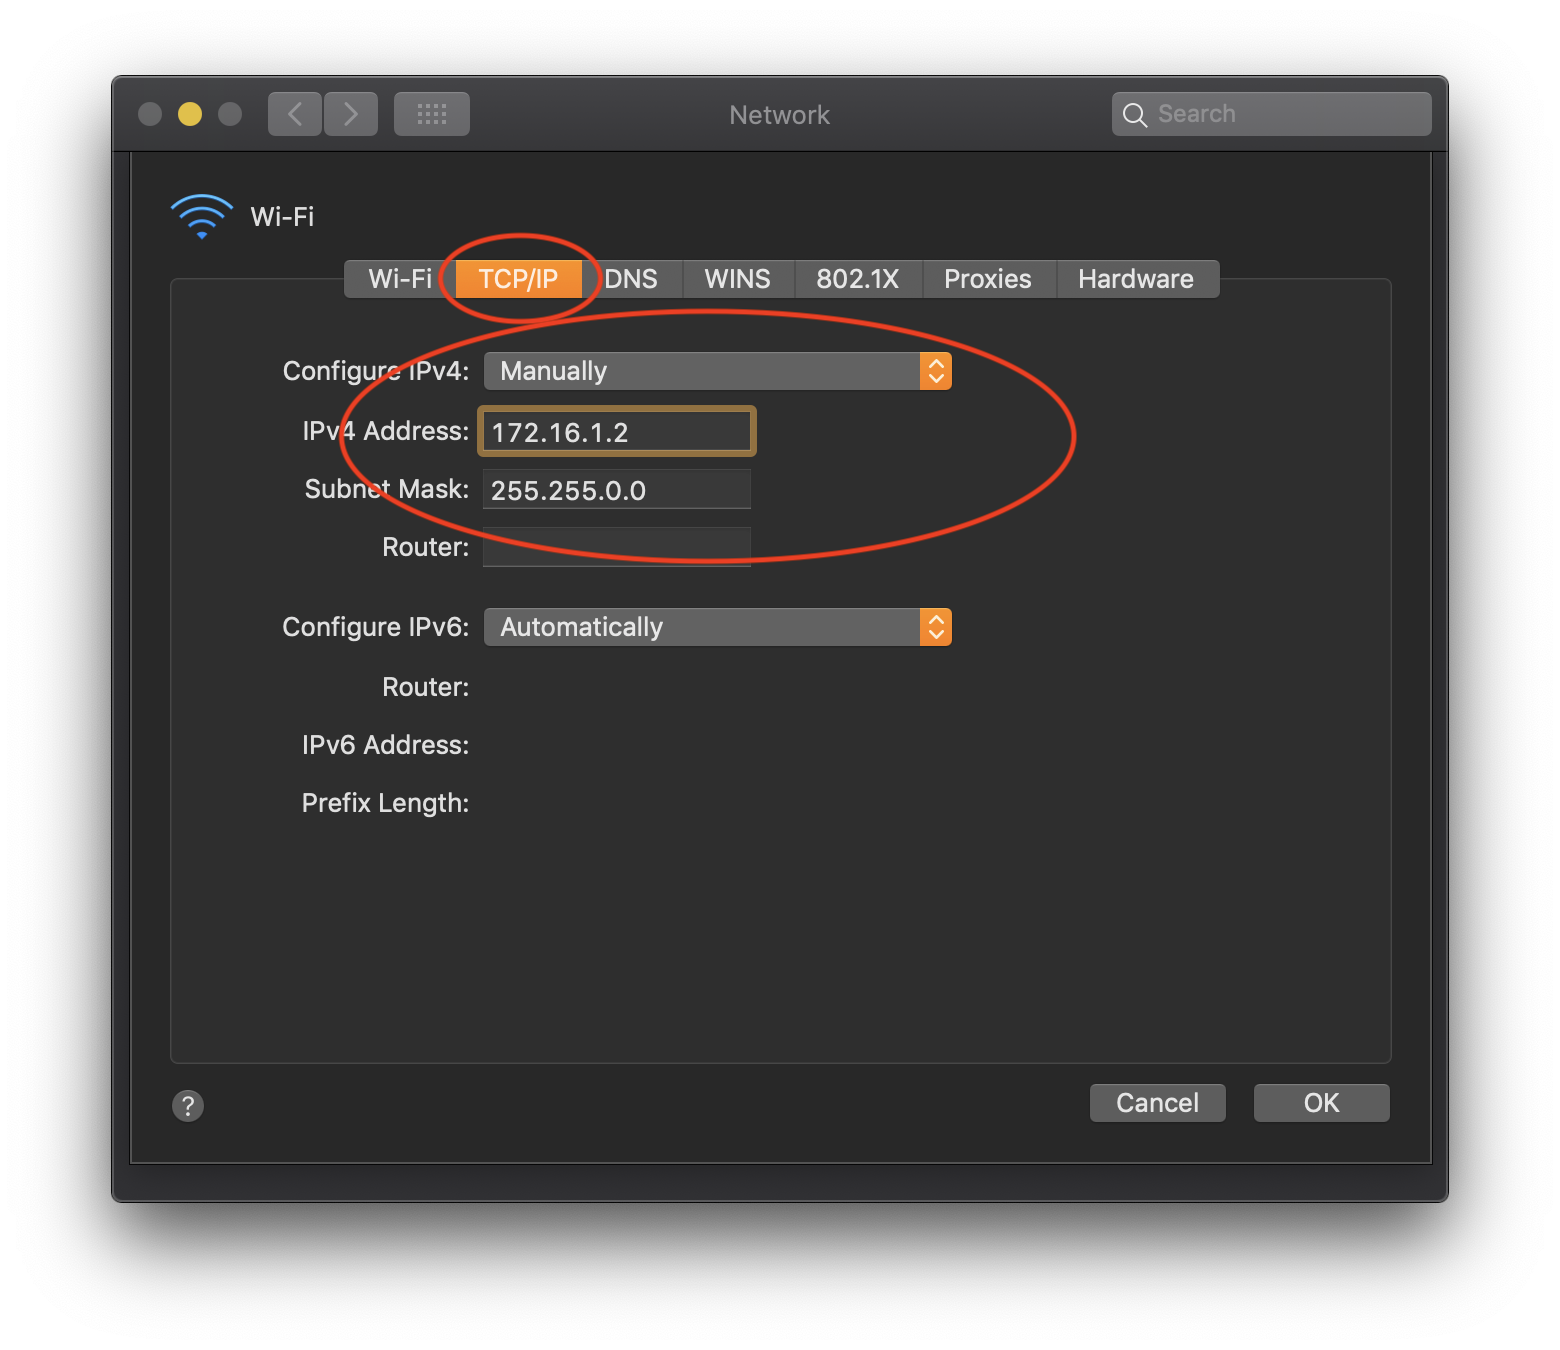 Network
Search
Wi-Fi
Wi-Fi TCP/IP DNS WINS 802.1X Proxies Hardware
Configure IPv4: Manually
IPv4 Address: 172.16.1.2
Subnet Mask: 255.255.0.0
Router:
Configure IPv6: Automatically
Router:
IPv6 Address:
Prefix Length:
? Cancel OK